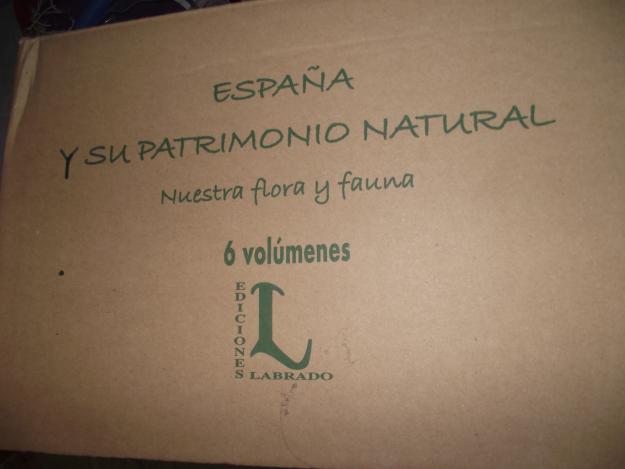 ESPAÑA
Y SU PATRIMONIO NATURAL
Nuestra flora y fauna
6 volúmenes
EDICIONES
L
LABRADO